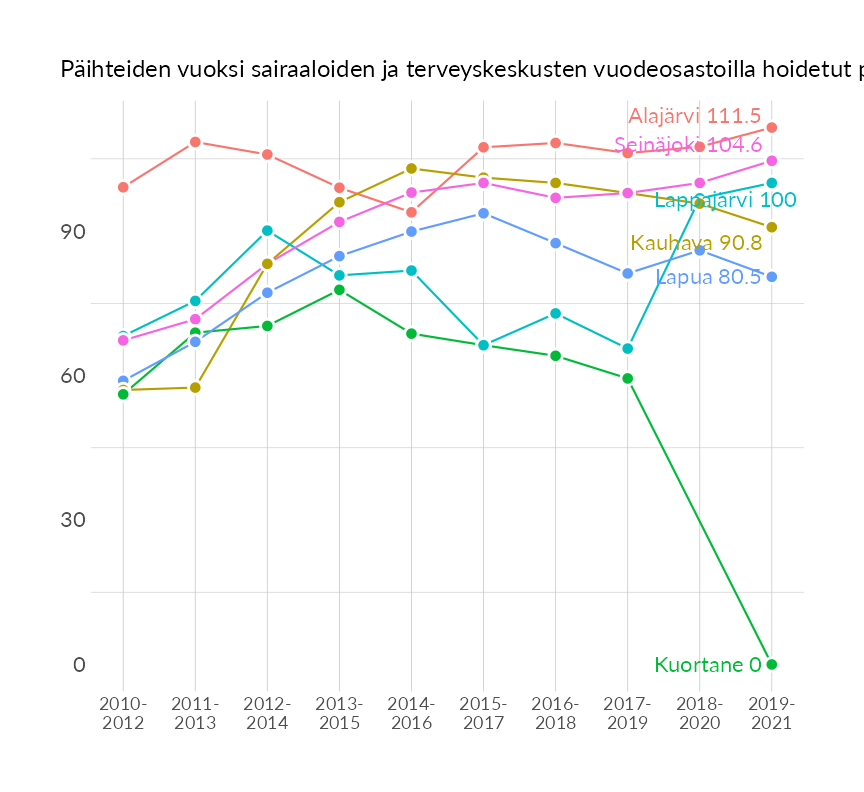 Päihteiden vuoksi sairaaloiden ja terveyskeskusten vuodeosastoilla hoidetut
Alajärvi 111.5
Seinäjoki 104.6
Lappajärvi 100
90
Kauhava 90.8
Lapua 80.5
60
30
0
Kuortane 0
2010- 2011- 2012- 2013- 2014- 2015- 2016- 2017- 2018- 2019-
2012 2013 2014 2015 2016 2017 2018 2019 2020 2021